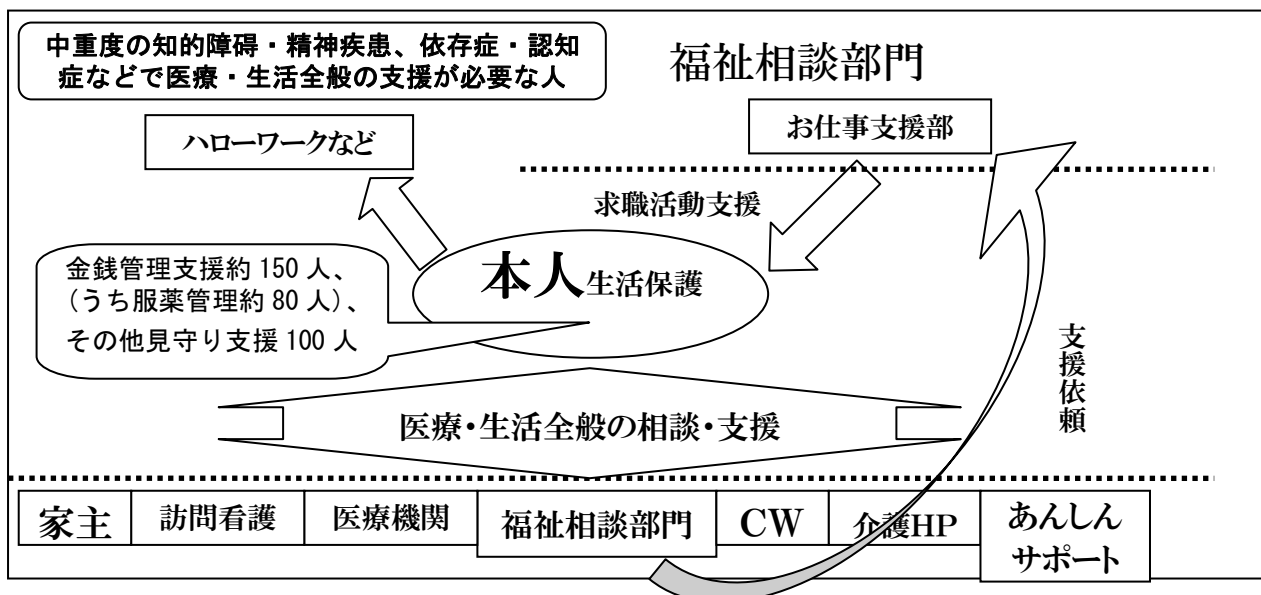 中重度の知的障碍・精神疾患、依存症・認知
症などで医療・生活全般の支援が必要な人
福祉相談部門
ハローワークなど
お仕事支援部
求職活動支援
本人生活保護
金銭管理支援約 150 人、
(うち服薬管理約 80 人)、
その他見守り支援 100 人
支援依頼
医療・生活全般の相談・支援
家主
訪問看護
医療機関
福祉相談部門
CW
介護HP
あんしん
サポート